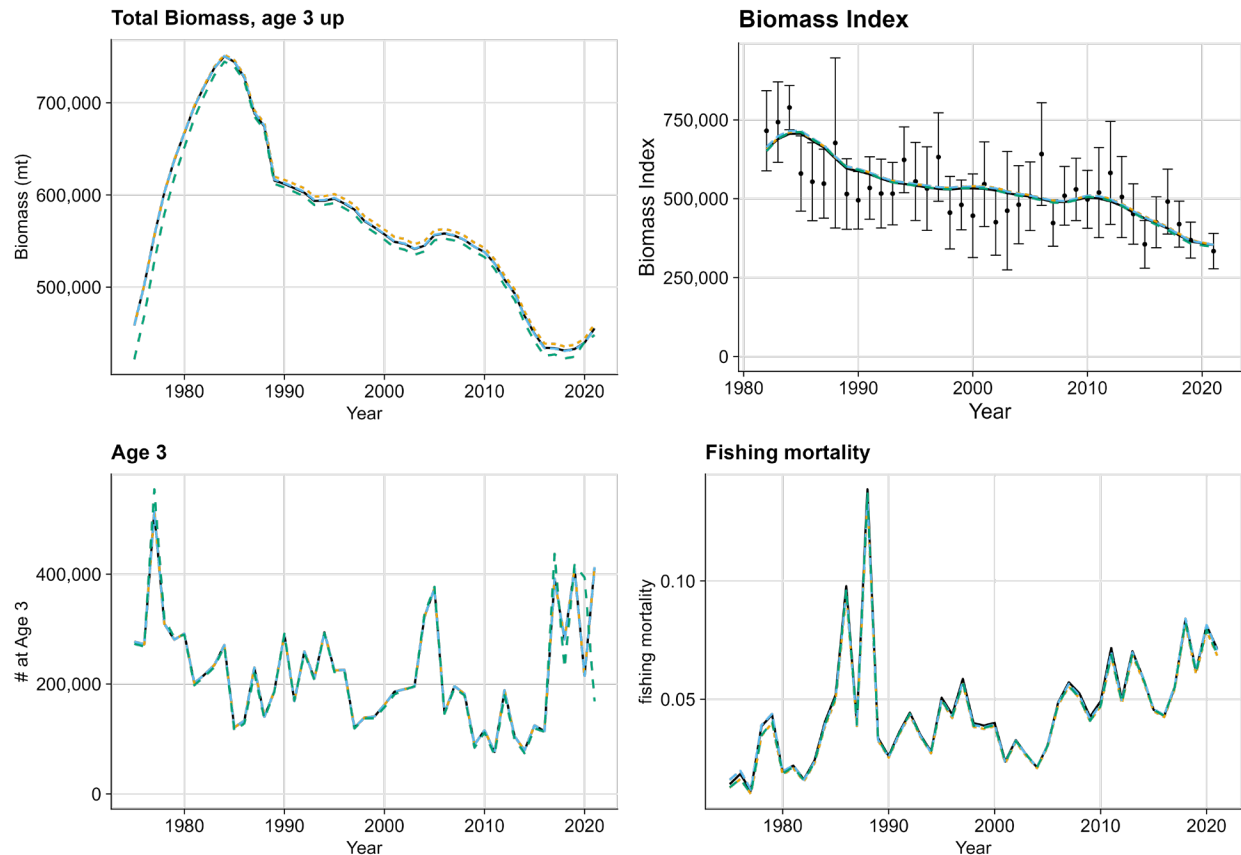 Total Biomass, age 3 up
Biomass (mt)
700,000
600,000
500,000
1980 1990 2000 2010 2020
Year
Biomass Index
Biomass Index
750,000
500,000
250,000
0
1980 1990 2000 2010 2020
Year
Age 3
# at Age 3
400,000
200,000
0
1980 1990 2000 2010 2020
Year
Fishing mortality
fishing mortality
0.10
0.05
1980 1990 2000 2010 2020
Year